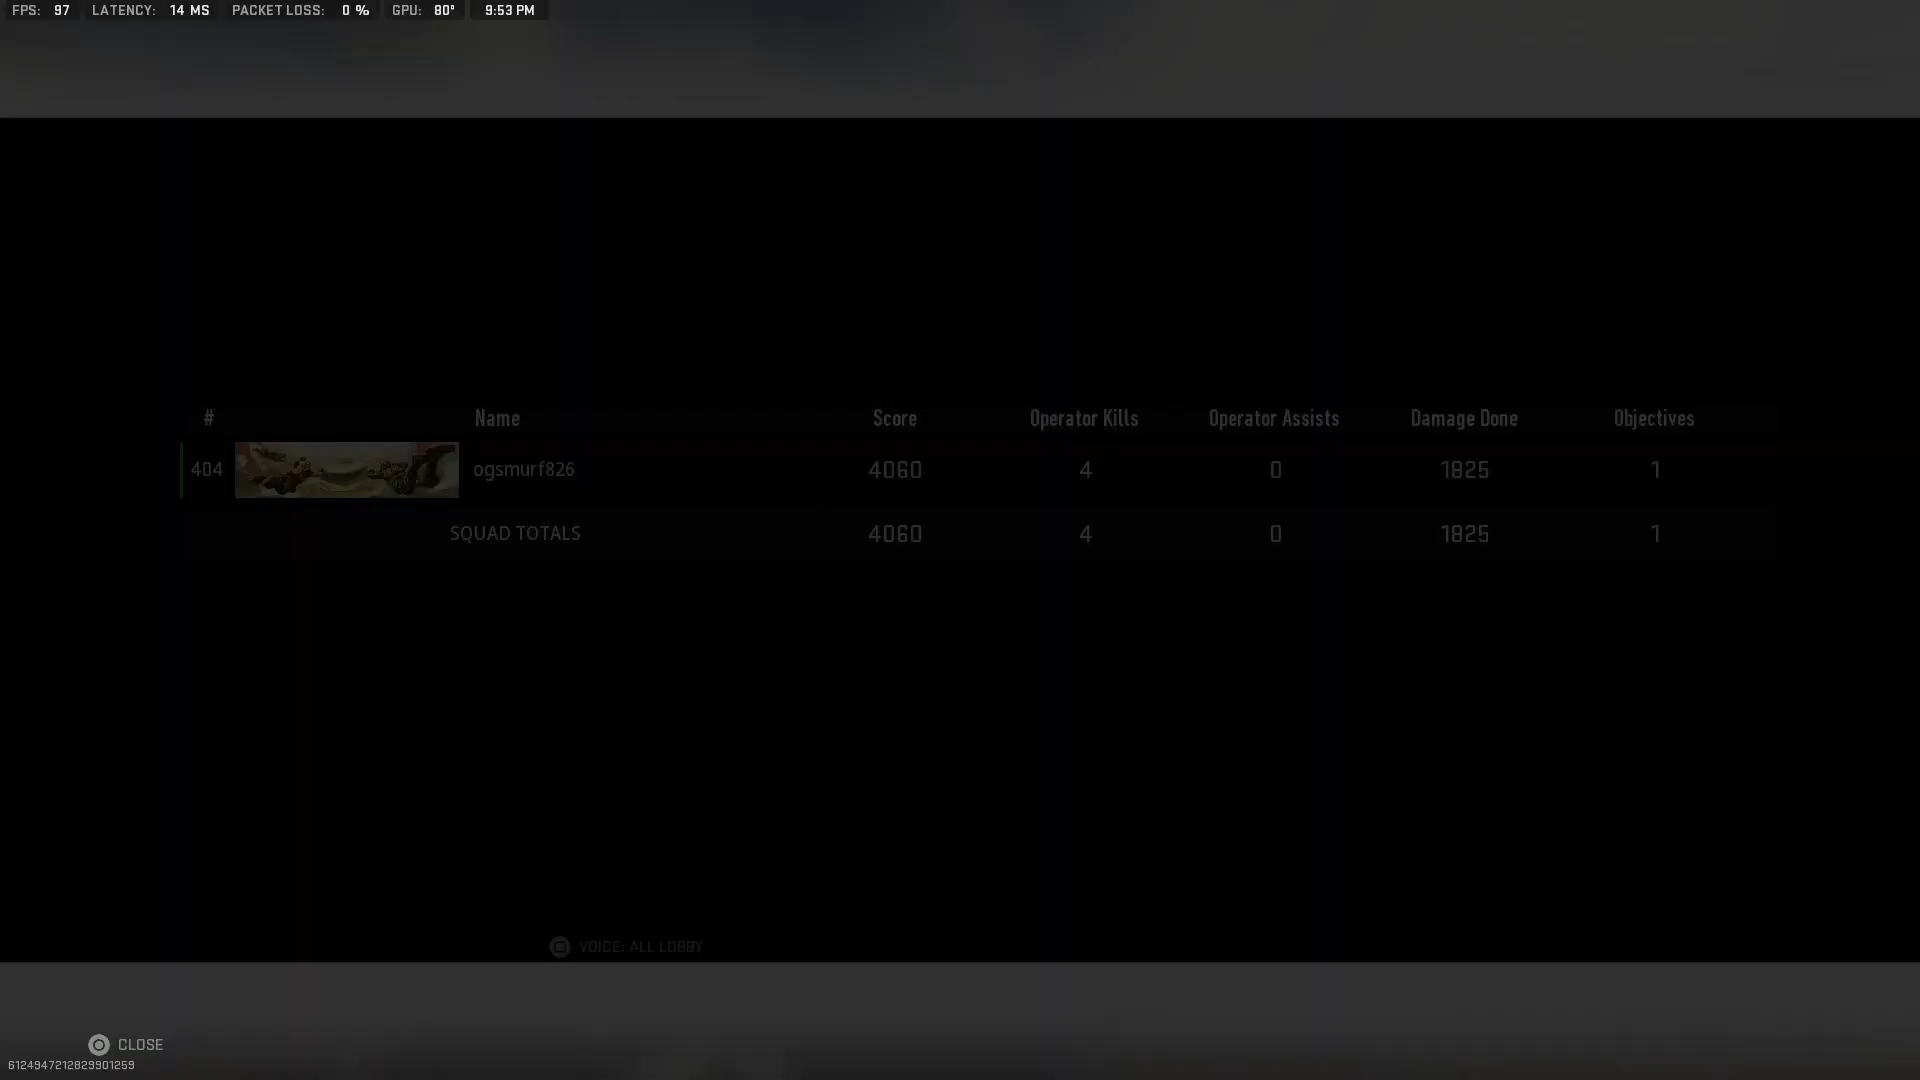 FPS: 97 LATENCY: 14 MS PACKET LOSS: 0 % GPU: 80° 9:53 PM
# Name Score Operator Kills Operator Assists Damage Done Objectives
404 ogsmurf826 4060 4 0 1825 1
SQUAD TOTALS 4060 4 0 1825 1
VOICE: ALL LOBBY
CLOSE
6124947212829901259